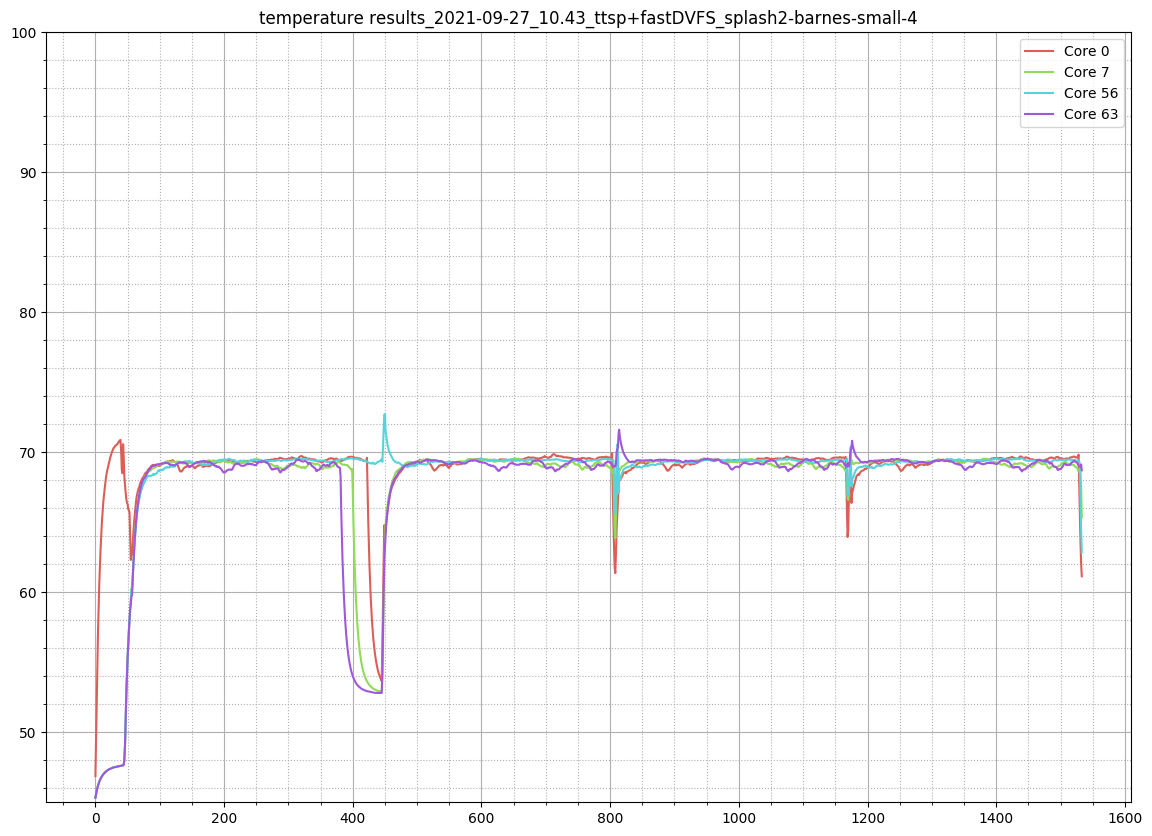 temperature results_2021-09-27_10.43_ttsp+fastDVFS_splash2-barnes-small-4
100
90
80
70
60
50
Core 0
Core 7
Core 56
Core 63
0 200 400 600 800 1000 1200 1400 1600